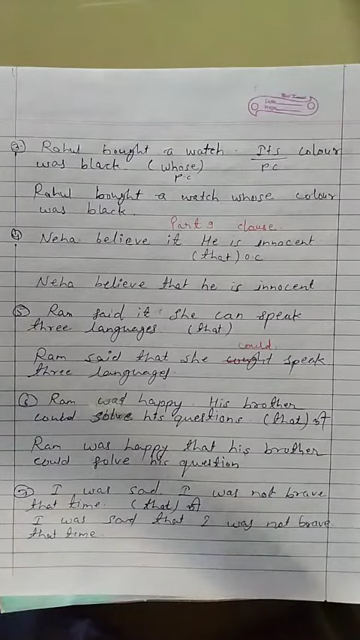 ③ Rahul bought a watch. Its colour
was black. (whose) P C
P.C
Rahul bought a watch whose colour
was black.
Part 3 clause
④ Neha believe it He is innocent
(that) O.C
Neha believe that he is innocent
⑤ Ram said it she can speak
three languages (that)
could
Ram said that she speak
three languages.
⑥ Ram was happy. His brother
could solve his questions (that)
Ram was happy that his brother
could solve his question
⑦ I was sad. I was not brave
that time. (that)
I was sad that I was not brave
that time.